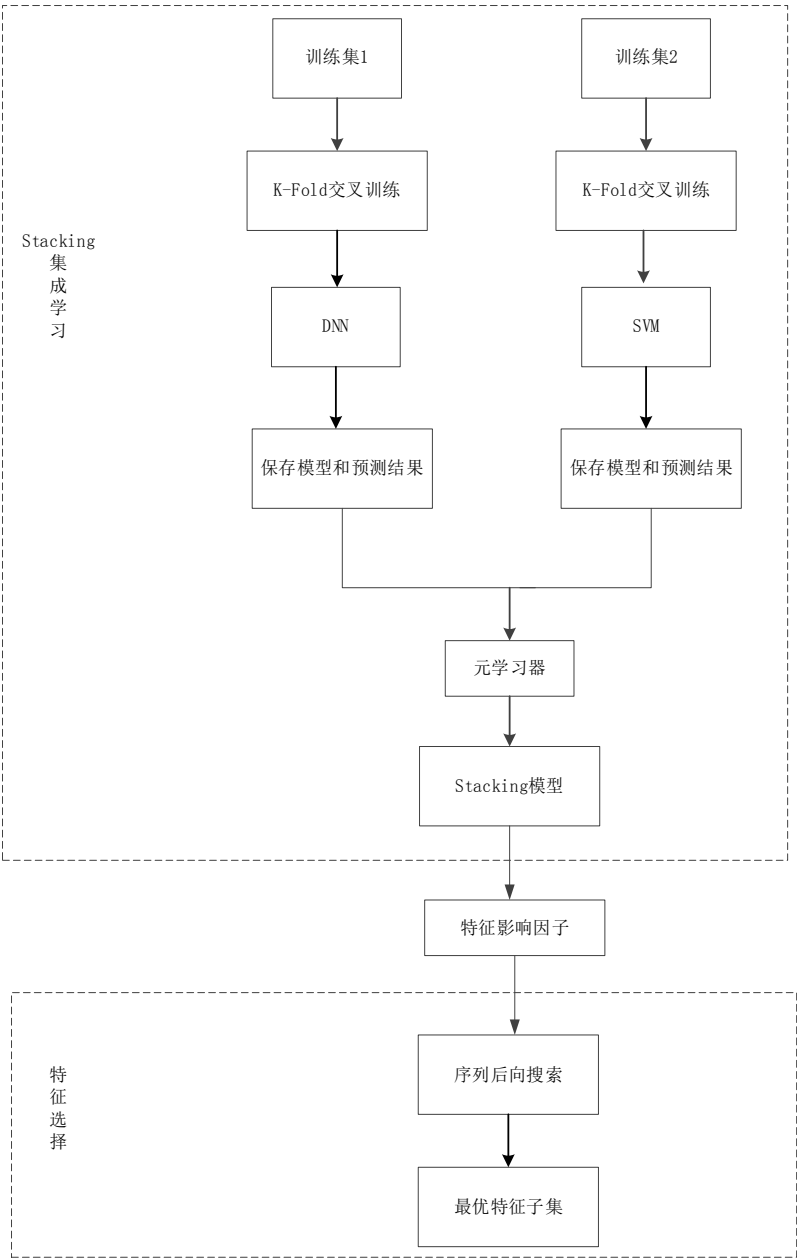 训练集1
训练集2
K-Fold交叉训练
K-Fold交叉训练
Stacking
集
成
学
习
DNN
SVM
保存模型和预测结果
保存模型和预测结果
元学习器
Stacking模型
特征影响因子
序列后向搜索
特
征
选
择
最优特征子集